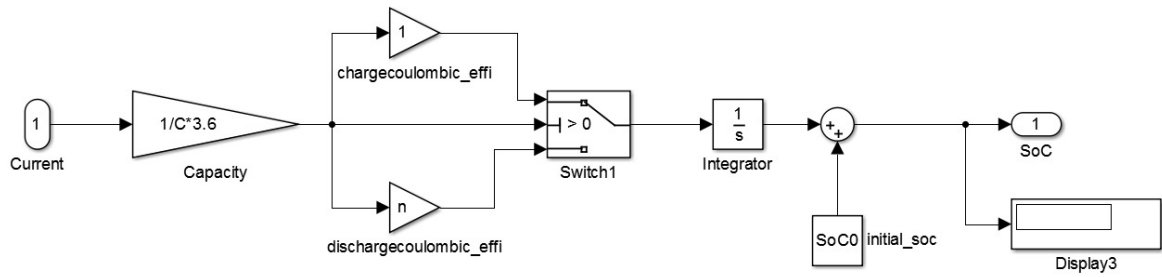 1
Current
1/C*3.6
Capacity
1
chargecoulombic_effi
n
dischargecoulombic_effi
> 0
Switch1
1
s
Integrator
+
+
SoC0
initial_soc
1
SoC
Display3